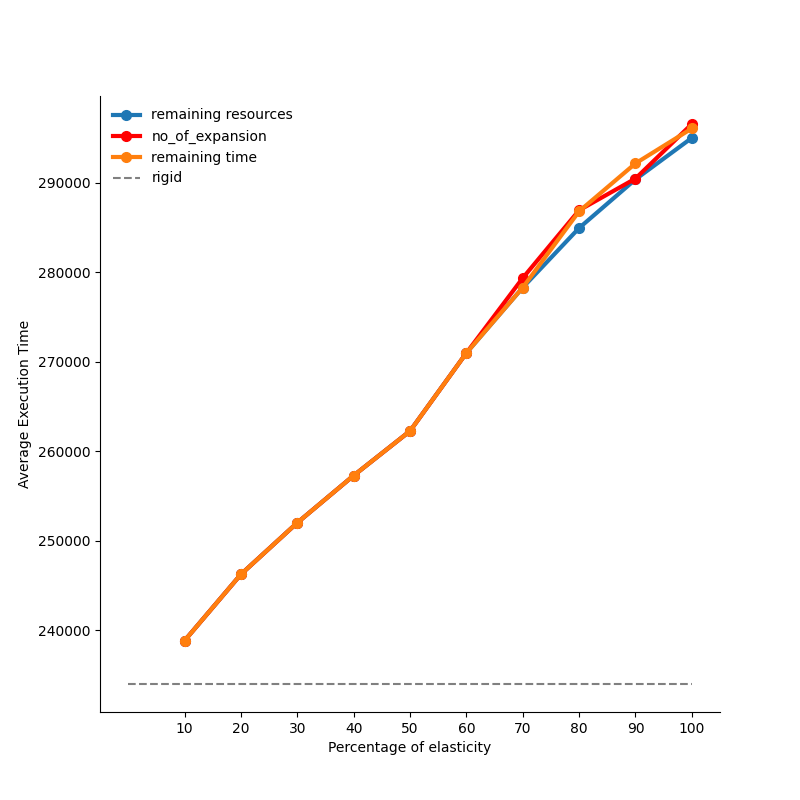 remaining resources
no_of_expansion
remaining time
rigid
290000
280000
270000
260000
250000
240000
Average Execution Time
10 20 30 40 50 60 70 80 90 100
Percentage of elasticity